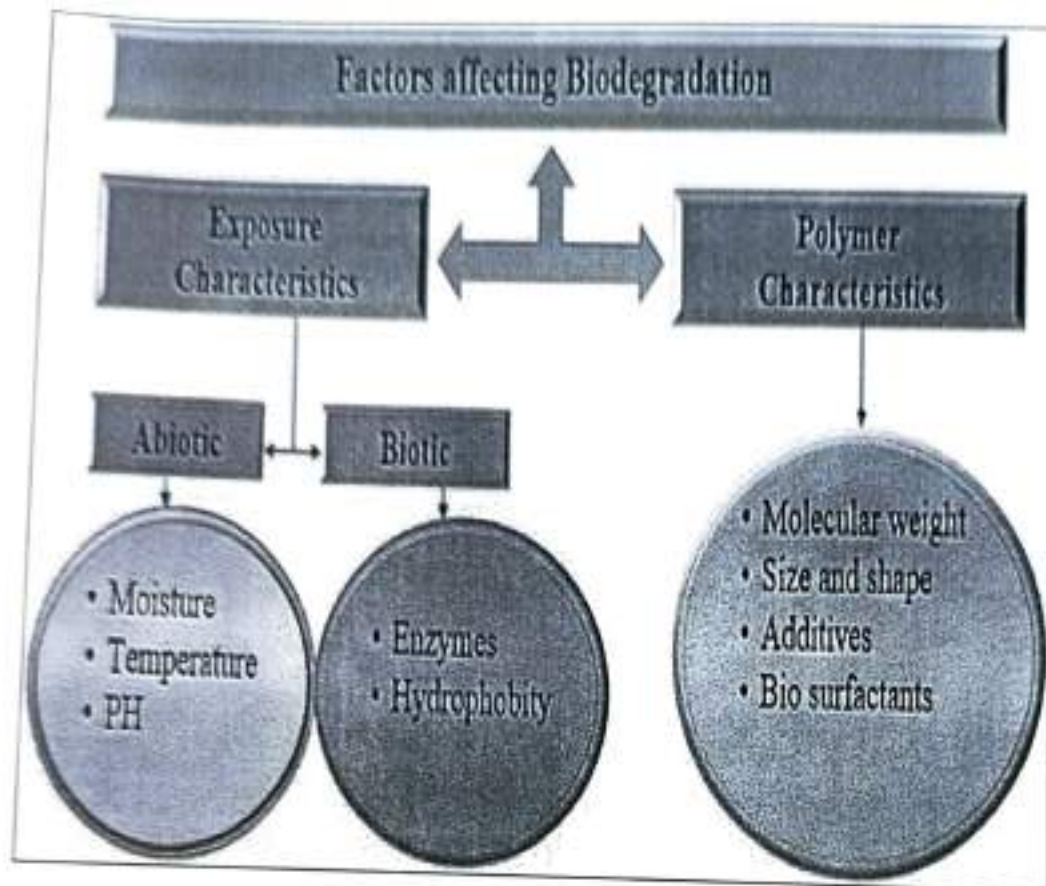 Factors affecting Biodegradation
Exposure
Characteristics
Polymer
Characteristics
Abiotic
Biotic
• Moisture
• Temperature
• PH
• Enzymes
• Hydrophobity
• Molecular weight
• Size and shape
• Additives
• Bio surfactants